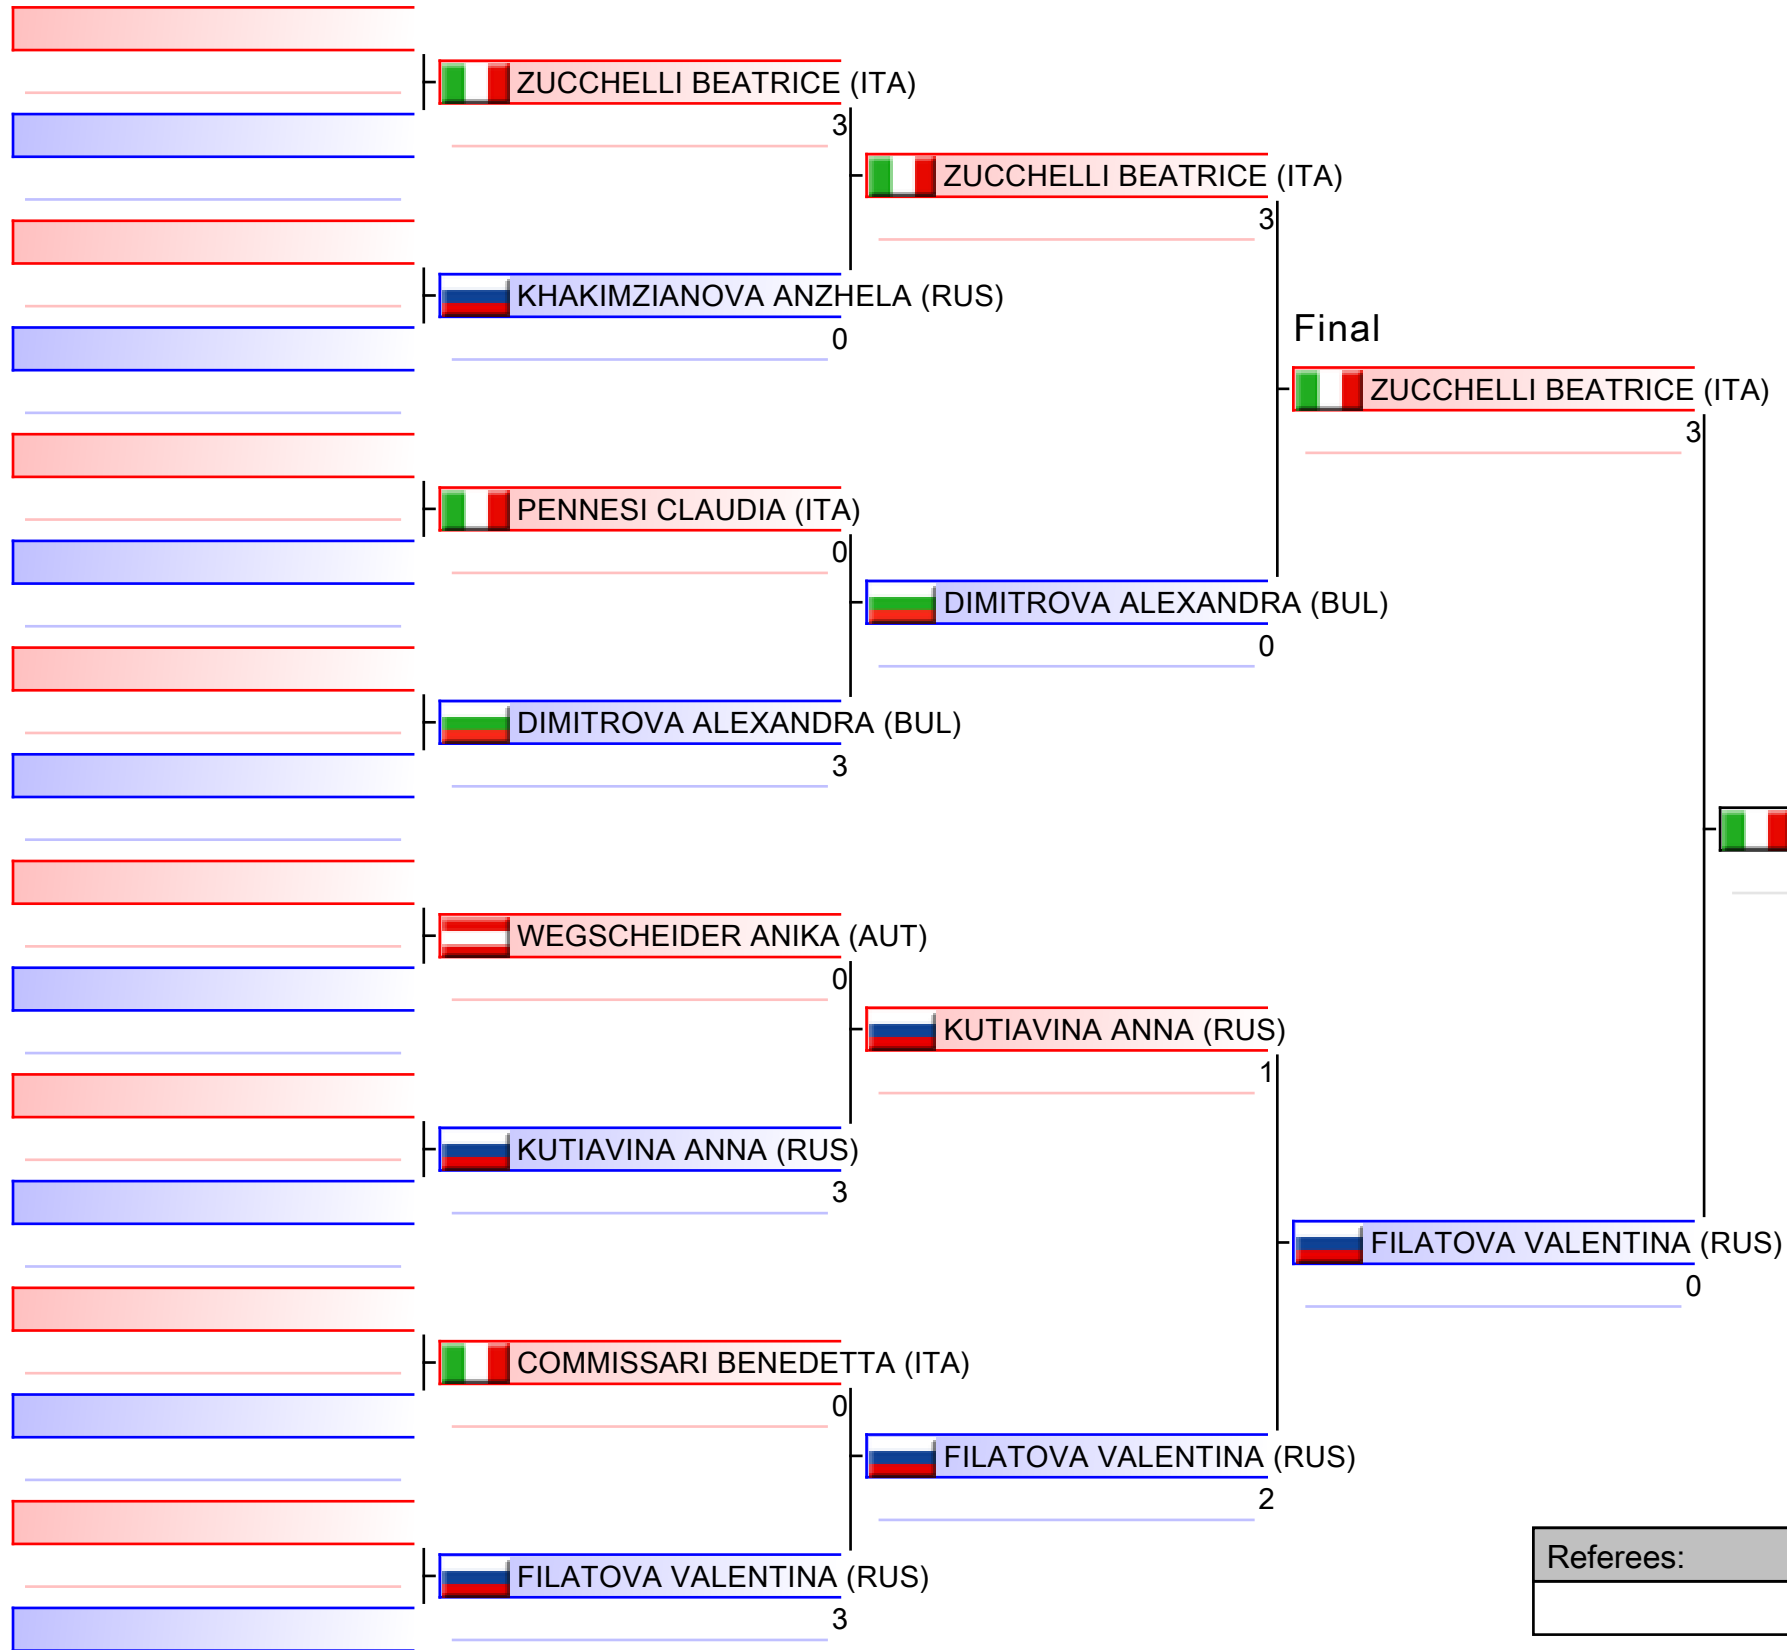 ZUCCHELLI BEATRICE (ITA)
3
KHAKIMZIANOVA ANZHELA (RUS)
0
PENNESI CLAUDIA (ITA)
0
DIMITROVA ALEXANDRA (BUL)
3
WEGSCHEIDER ANIKA (AUT)
0
KUTIAVINA ANNA (RUS)
3
COMMISSARI BENEDETTA (ITA)
0
FILATOVA VALENTINA (RUS)
3
ZUCCHELLI BEATRICE (ITA)
3
DIMITROVA ALEXANDRA (BUL)
0
KUTIAVINA ANNA (RUS)
1
FILATOVA VALENTINA (RUS)
2
Final
ZUCCHELLI BEATRICE (ITA)
3
FILATOVA VALENTINA (RUS)
0
Referees: